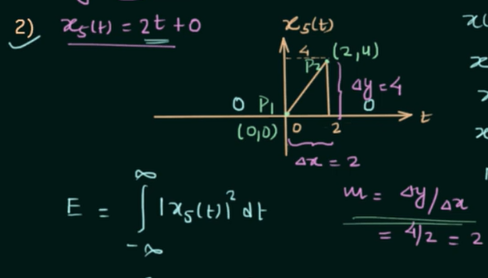 2) x₅(t) = 2t+0
x₅(t)
4
P₂ (2,4)
Δy = 4
0 P₁ 0
t
(0,0) 0 2
Δx = 2
E = ∫_{-∞}^{∞} |x₅(t)|² dt
m = Δy/Δx
= 4/2 = 2
x(
x